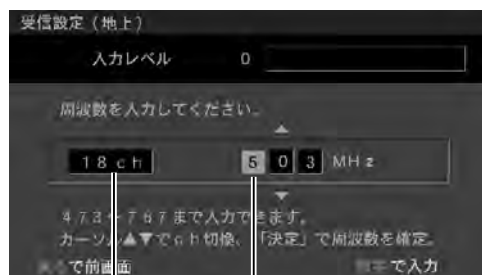 受信設定（地上）
入力レベル 0
周波数を入力してください。
18ch 503 MHz
473～767まで入力できます。
カーソル▲▼でch切換、「決定」で周波数を確定。
で前画面 で入力